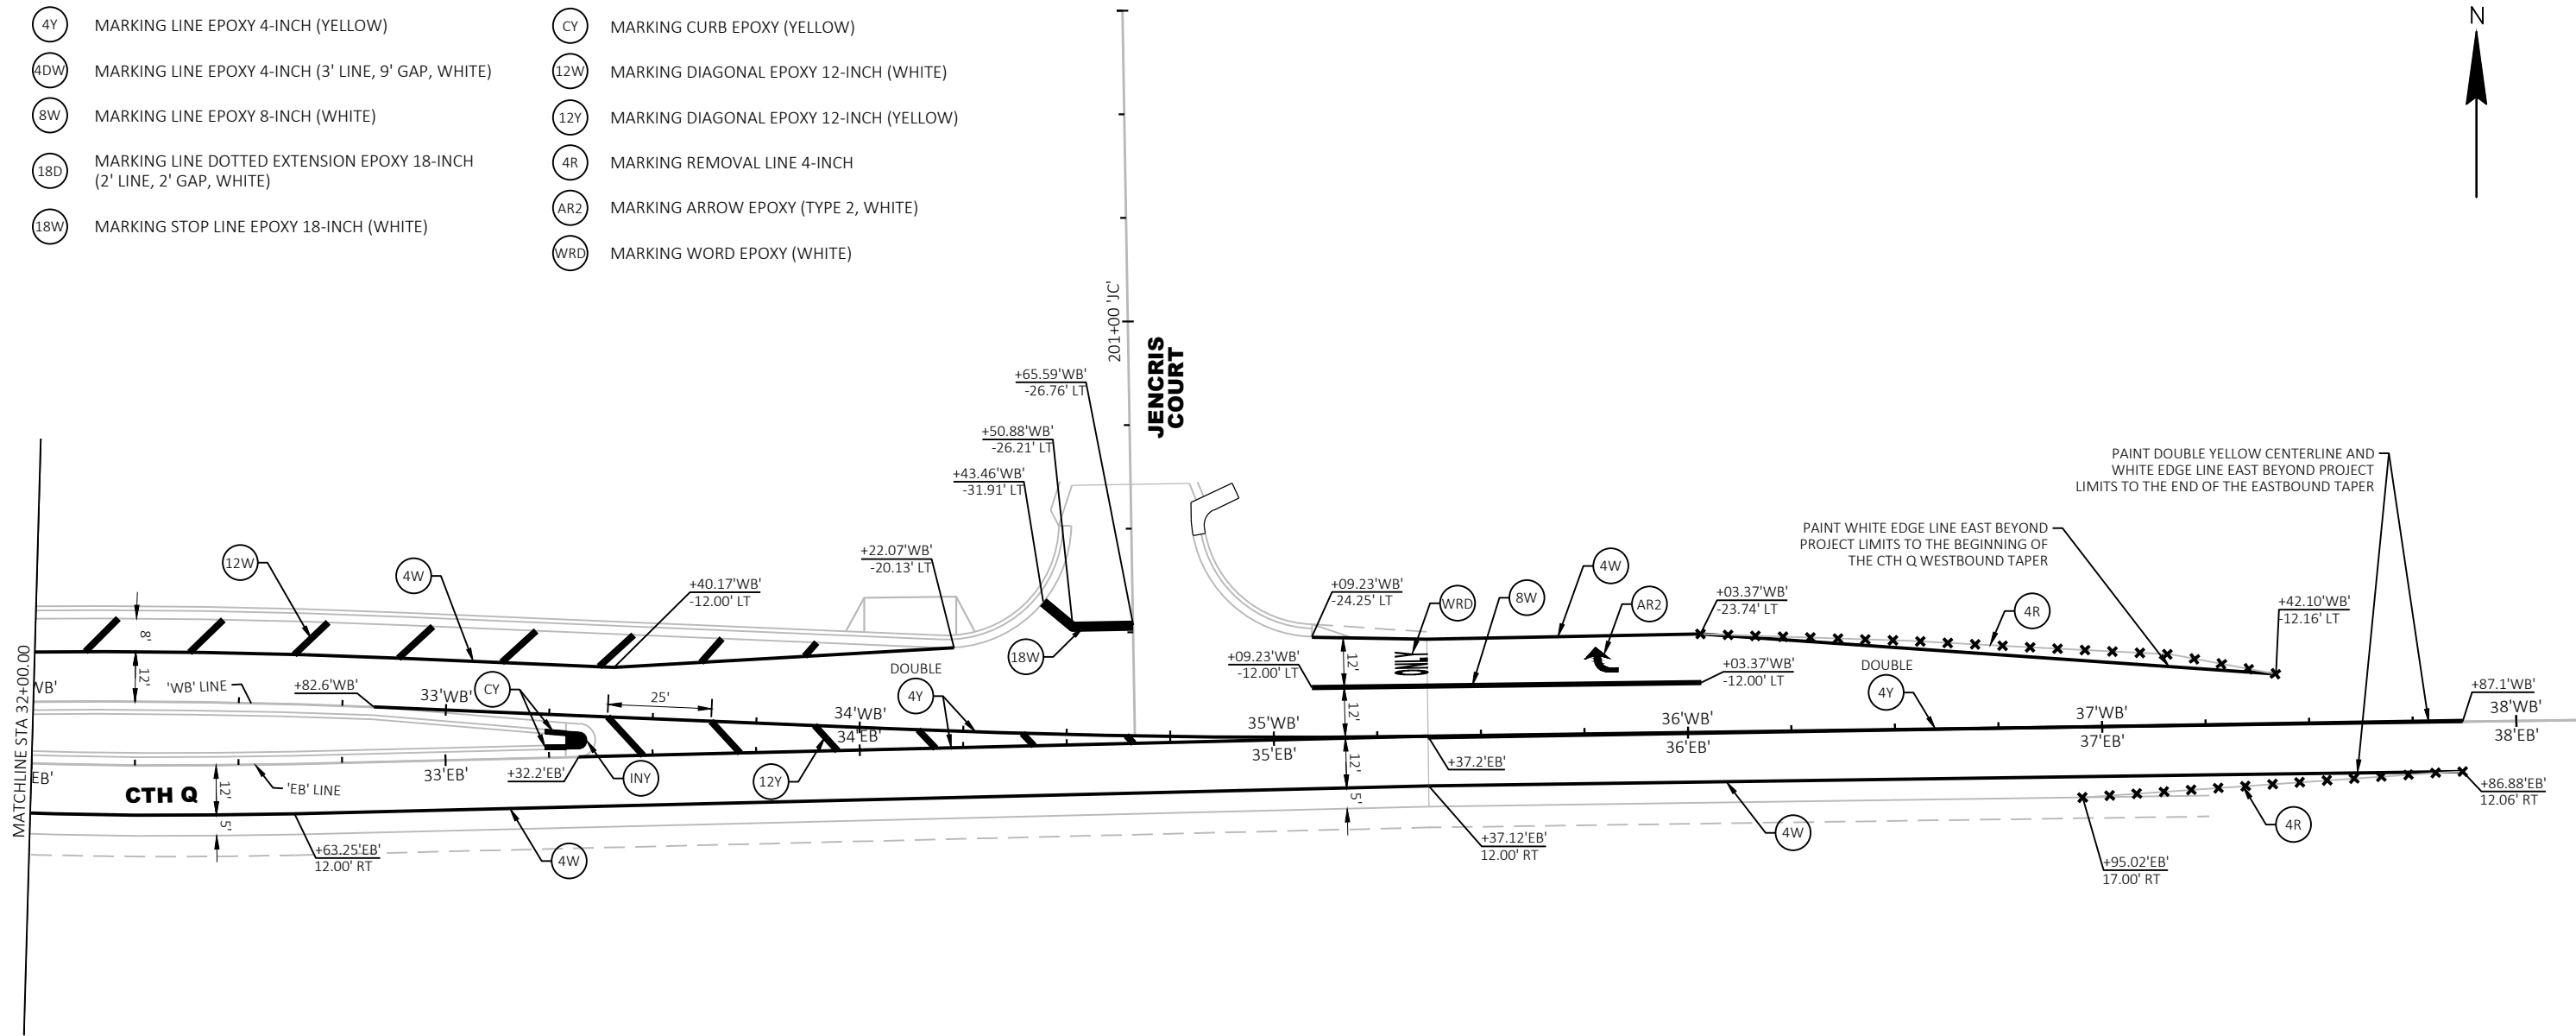 4Y MARKING LINE EPOXY 4-INCH (YELLOW)
4DW MARKING LINE EPOXY 4-INCH (3' LINE, 9' GAP, WHITE)
8W MARKING LINE EPOXY 8-INCH (WHITE)
18D MARKING LINE DOTTED EXTENSION EPOXY 18-INCH
(2' LINE, 2' GAP, WHITE)
18W MARKING STOP LINE EPOXY 18-INCH (WHITE)
CY MARKING CURB EPOXY (YELLOW)
12W MARKING DIAGONAL EPOXY 12-INCH (WHITE)
12Y MARKING DIAGONAL EPOXY 12-INCH (YELLOW)
4R MARKING REMOVAL LINE 4-INCH
AR2 MARKING ARROW EPOXY (TYPE 2, WHITE)
WRD MARKING WORD EPOXY (WHITE)
N
201+00 'JC'
JENCRIS
COURT
+65.59'WB'
-26.76' LT
+50.88'WB'
-26.21' LT
+43.46'WB'
-31.91' LT
+22.07'WB'
-20.13' LT
+40.17'WB'
-12.00' LT
12W
4W
18W
+09.23'WB'
-24.25' LT
WRD
8W
4W
AR2
+03.37'WB'
-23.74' LT
4R
+42.10'WB'
-12.16' LT
PAINT DOUBLE YELLOW CENTERLINE AND
WHITE EDGE LINE EAST BEYOND PROJECT
LIMITS TO THE END OF THE EASTBOUND TAPER
PAINT WHITE EDGE LINE EAST BEYOND
PROJECT LIMITS TO THE BEGINNING OF
THE CTH Q WESTBOUND TAPER
MATCHLINE STA 32+00.00
8'
12'
WB'
'WB' LINE
+82.6'WB'
33'WB'
CY
25'
DOUBLE
4Y
34'WB'
34'EB'
+09.23'WB'
-12.00' LT
12'
12'
+03.37'WB'
-12.00' LT
DOUBLE
4Y
+87.1'WB'
35'WB'
35'EB'
36'WB'
36'EB'
37'WB'
37'EB'
38'WB'
38'EB'
EB'
CTH Q
12'
5'
'EB' LINE
33'EB'
+32.2'EB'
INY
12Y
12'
5'
+37.2'EB'
+63.25'EB'
12.00' RT
4W
+37.12'EB'
12.00' RT
4W
+95.02'EB'
17.00' RT
4R
+86.88'EB'
12.06' RT